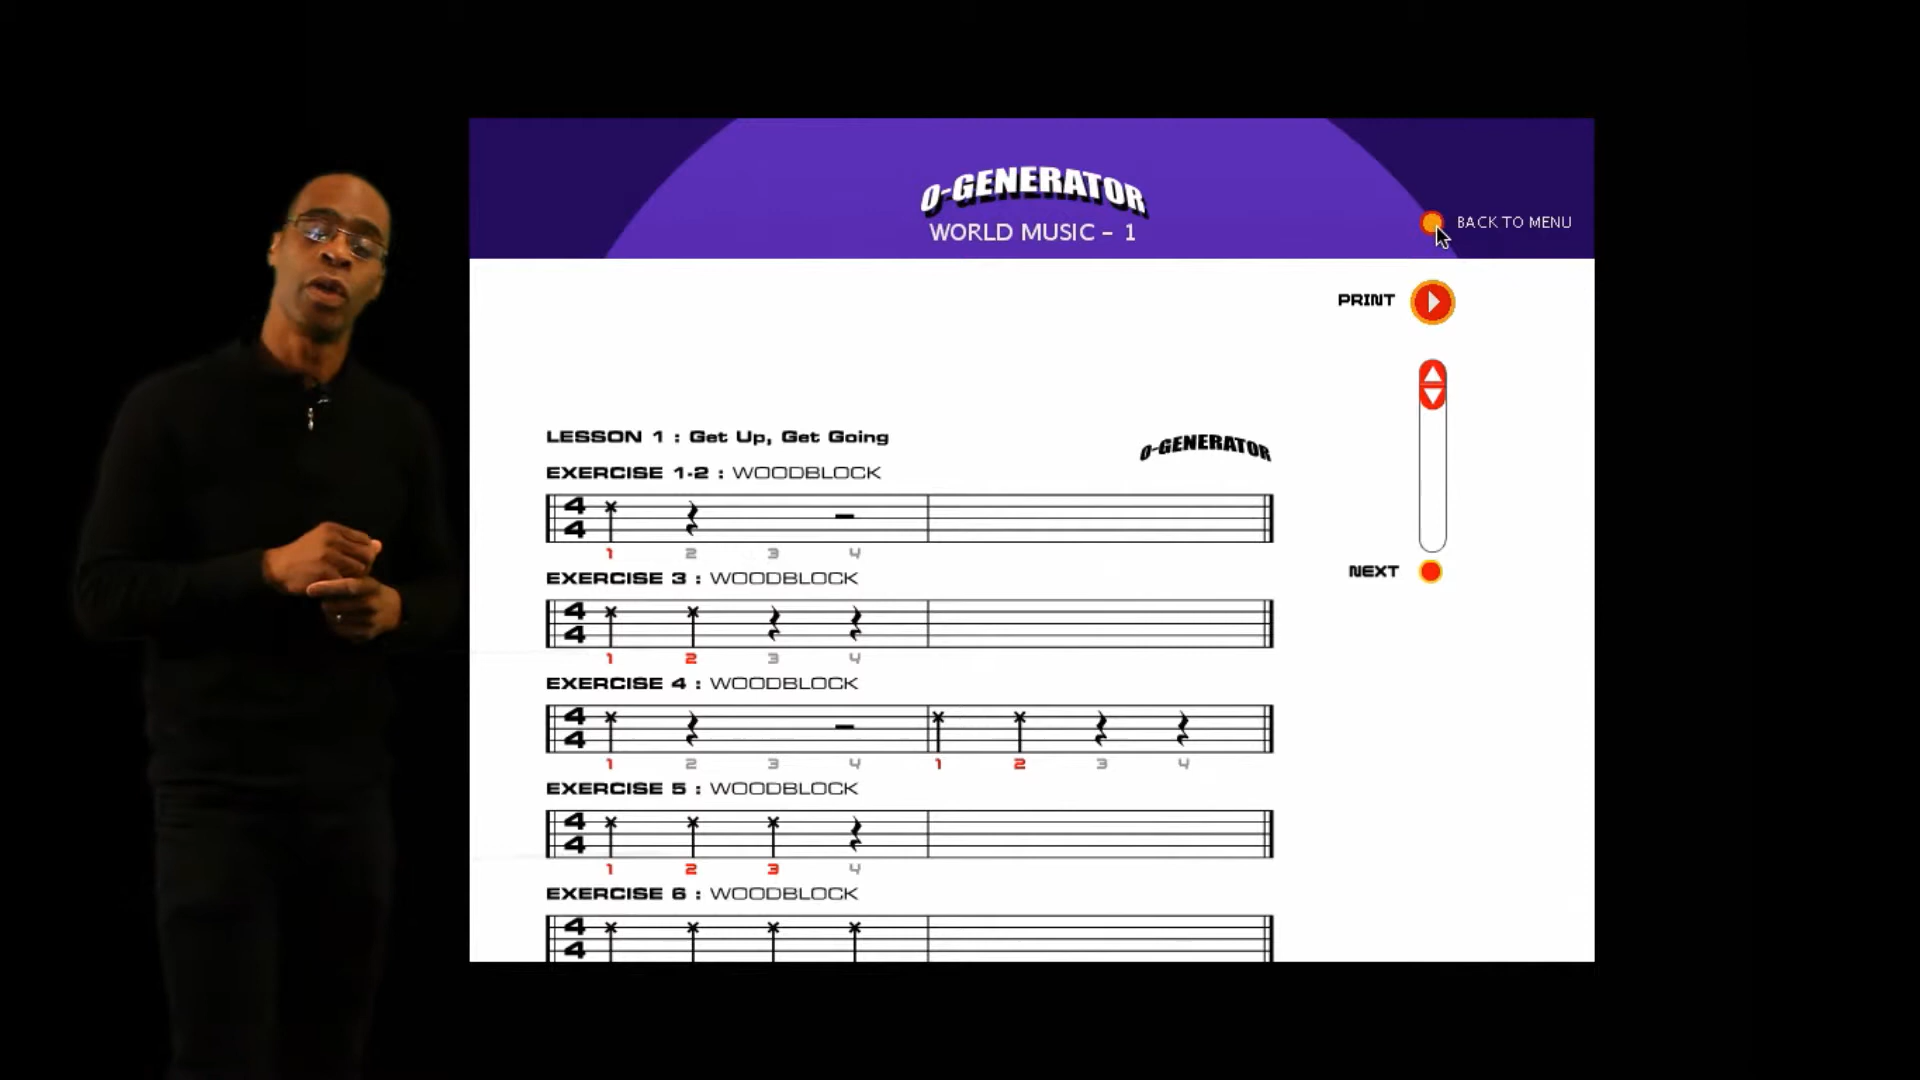 O-GENERATOR
WORLD MUSIC - 1
BACK TO MENU
PRINT
LESSON 1 : Get Up, Get Going
O-GENERATOR
EXERCISE 1-2 : WOODBLOCK
4
4
1 2 3 4
EXERCISE 3 : WOODBLOCK
4
4
1 2 3 4
NEXT
EXERCISE 4 : WOODBLOCK
4
4
1 2 3 4 1 2 3 4
EXERCISE 5 : WOODBLOCK
4
4
1 2 3 4
EXERCISE 6 : WOODBLOCK
4
4